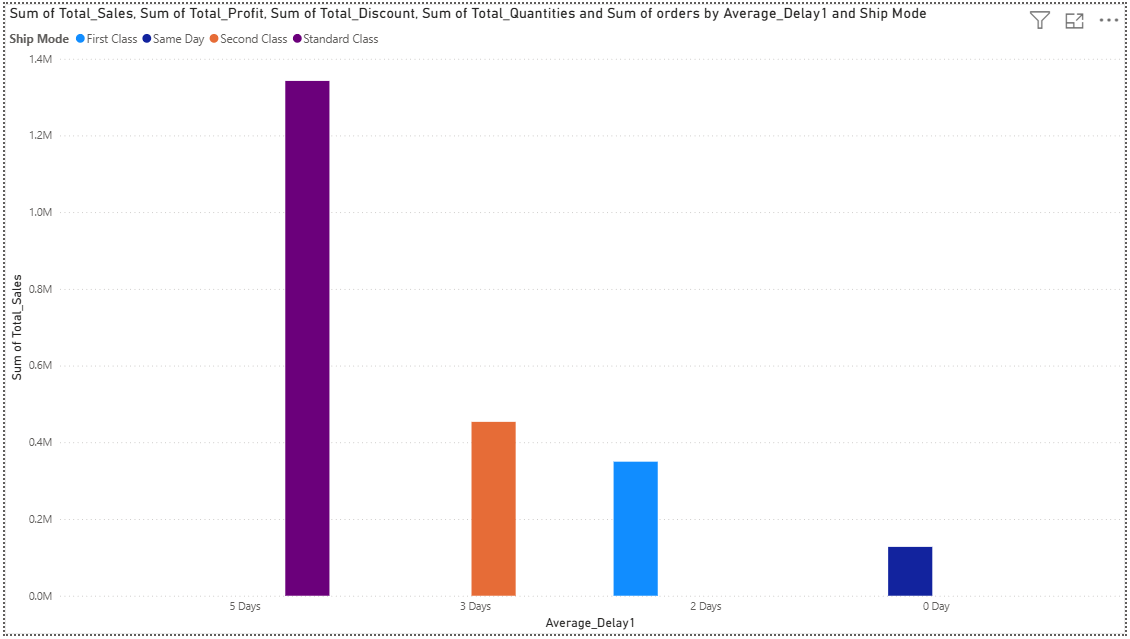 Sum of Total_Sales, Sum of Total_Profit, Sum of Total_Discount, Sum of Total_Quantities and Sum of orders by Average_Delay1 and Ship Mode
Ship Mode First Class Same Day Second Class Standard Class
1.4M
1.2M
1.0M
0.8M
0.6M
0.4M
0.2M
0.0M
Sum of Total_Sales
5 Days 3 Days 2 Days 0 Day
Average_Delay1